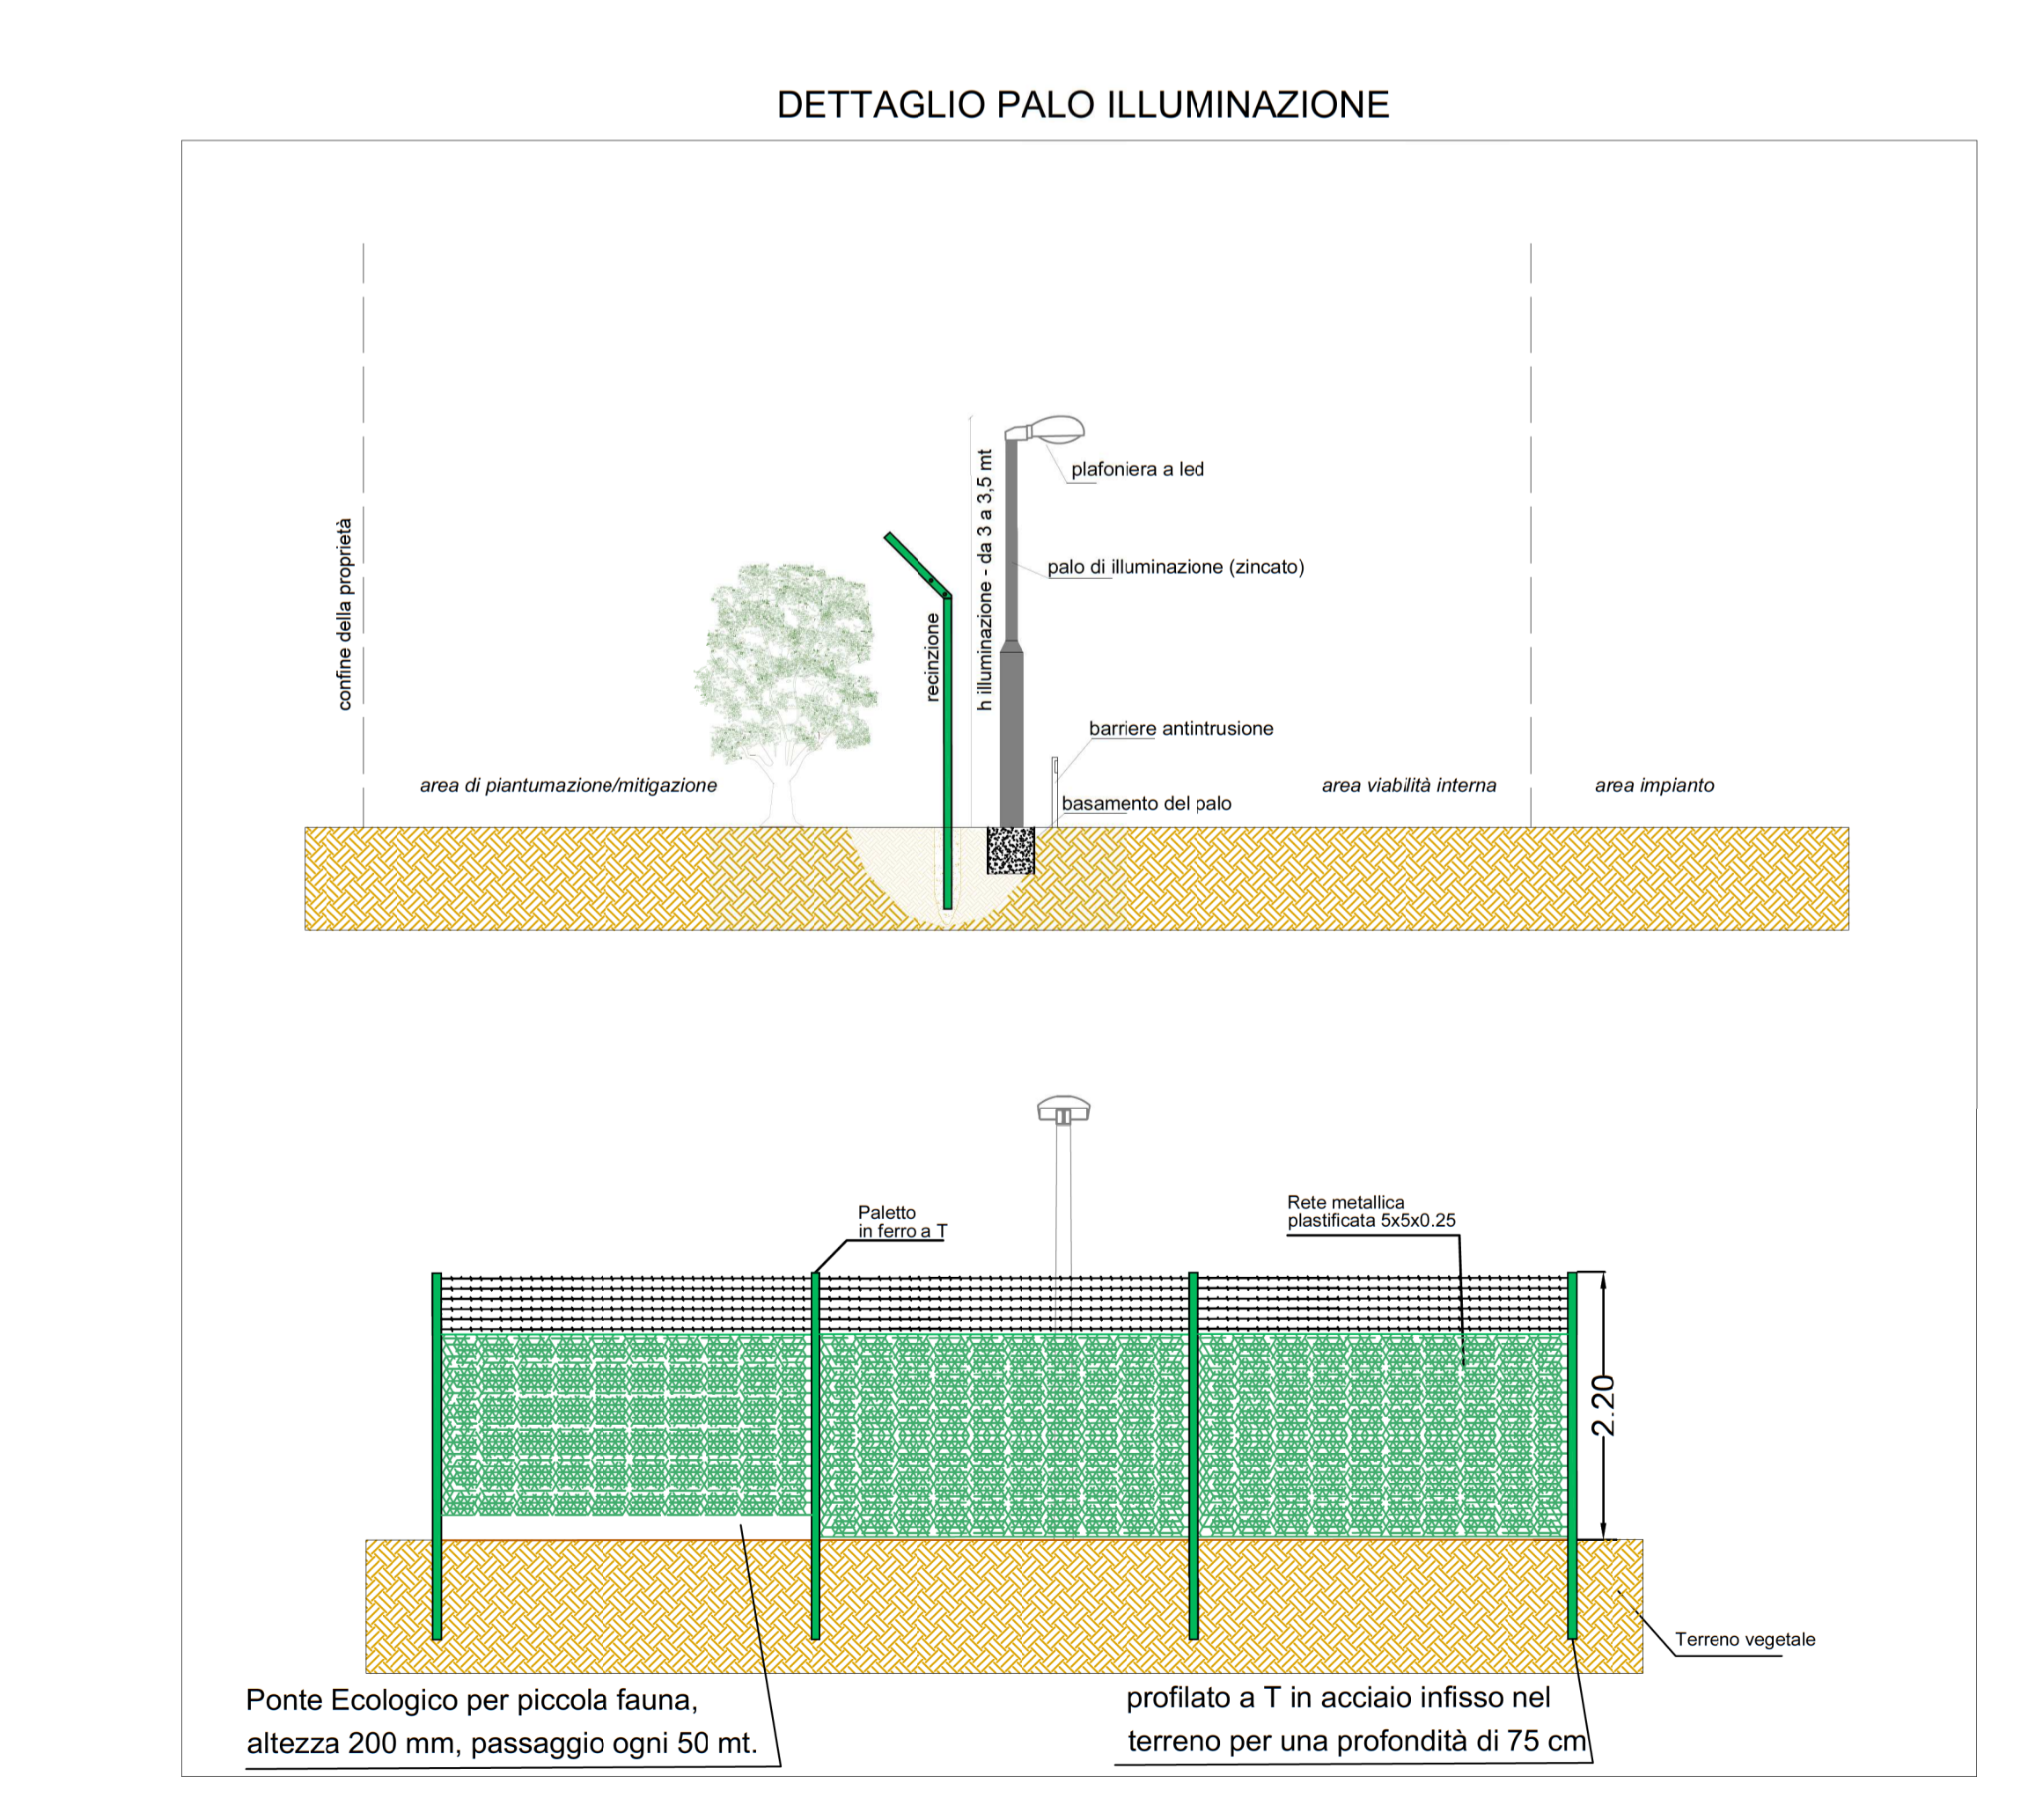 DETTAGLIO PALO ILLUMINAZIONE
confine della proprietà
plafoniera a led
h illuminazione - da 3 a 3,5 mt
palo di illuminazione (zincato)
recinzione
barriere antintrusione
area di piantumazione/mitigazione
basamento del palo
area viabilità interna
area impianto
Paletto
in ferro a T
Rete metallica
plastificata 5x5x0.25
2.20
Terreno vegetale
Ponte Ecologico per piccola fauna,
altezza 200 mm, passaggio ogni 50 mt.
profilato a T in acciaio infisso nel
terreno per una profondità di 75 cm